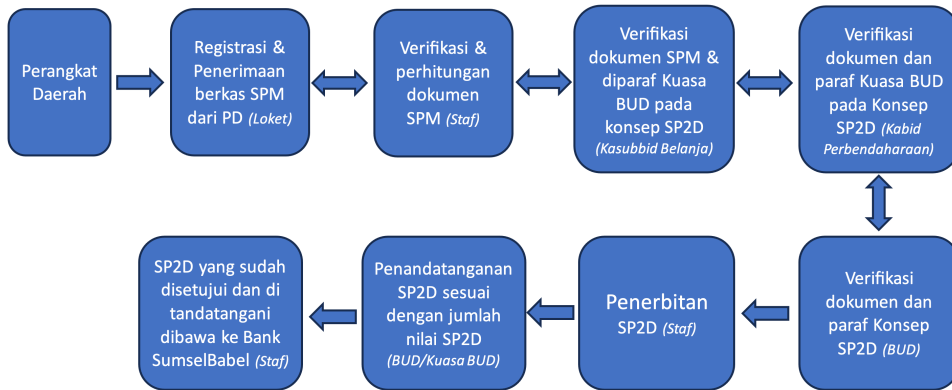 Perangkat
Daerah
Registrasi &
Penerimaan
berkas SPM
dari PD (Loket)
Verifikasi &
perhitungan
dokumen
SPM (Staf)
Verifikasi
dokumen SPM &
diparaf Kuasa
BUD pada
konsep SP2D
(Kasubbid Belanja)
Verifikasi
dokumen dan
paraf Kuasa BUD
pada Konsep
SP2D (Kabid
Perbendaharaan)
Verifikasi
dokumen dan
paraf Konsep
SP2D (BUD)
Penerbitan
SP2D (Staf)
Penandatanganan
SP2D sesuai
dengan jumlah
nilai SP2D
(BUD/Kuasa BUD)
SP2D yang sudah
disetujui dan di
tandatangani
dibawa ke Bank
SumselBabel (Staf)